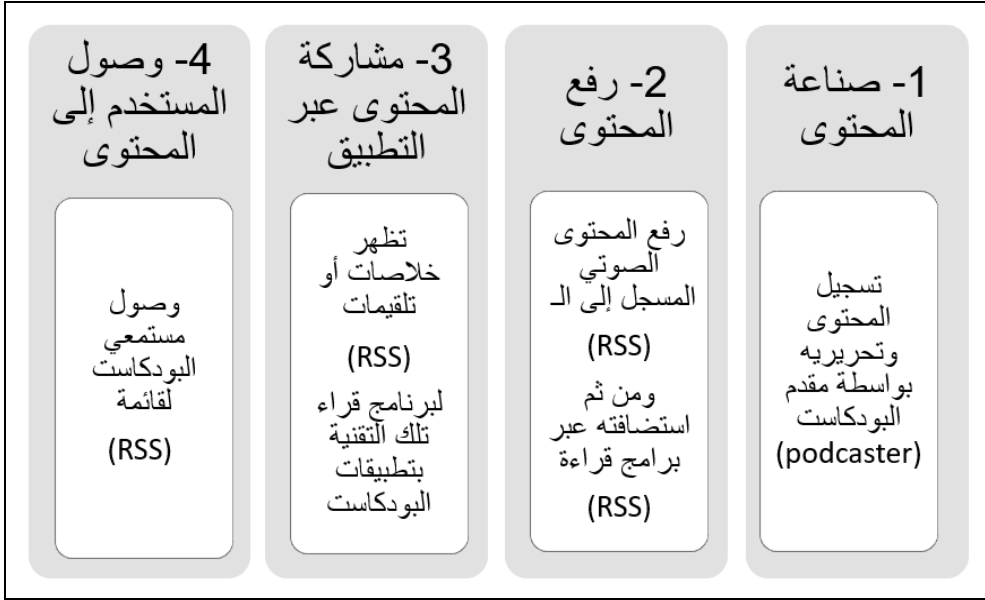 1- صناعة
المحتوى
تسجيل
المحتوى
وتحريريه
بواسطة مقدم
البودكاست
(podcaster)
2- رفع
المحتوى
رفع المحتوى
الصوتي
المسجل إلى الـ
(RSS)
ومن ثم
استضافته عبر
برامج قراءة
(RSS)
3- مشاركة
المحتوى عبر
التطبيق
تظهر
خلاصات أو
تلقيمات
(RSS)
لبرنامج قراء
تلك التقنية
بتطبيقات
البودكاست
4- وصول
المستخدم إلى
المحتوى
وصول
مستمعي
البودكاست
لقائمة
(RSS)